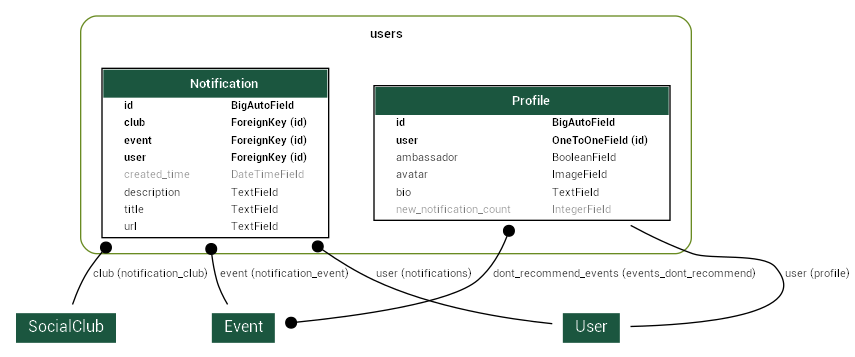 users
Notification
id BigAutoField
club ForeignKey (id)
event ForeignKey (id)
user ForeignKey (id)
created_time DateTimeField
description TextField
title TextField
url TextField
Profile
id BigAutoField
user OneToOneField (id)
ambassador BooleanField
avatar ImageField
bio TextField
new_notification_count IntegerField
club (notification_club)
event (notification_event)
user (notifications)
dont_recommend_events (events_dont_recommend)
user (profile)
SocialClub
Event
User